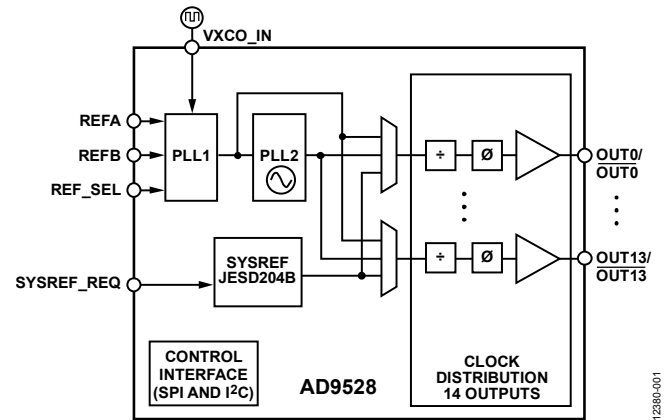 VXCO_IN
REFA
REFB
REF_SEL
PLL1
PLL2
÷
Ø
OUT0/
OUT0
÷
Ø
OUT13/
OUT13
SYSREF_REQ
SYSREF
JESD204B
CONTROL
INTERFACE
(SPI AND I²C)
AD9528
CLOCK
DISTRIBUTION
14 OUTPUTS
12380-001